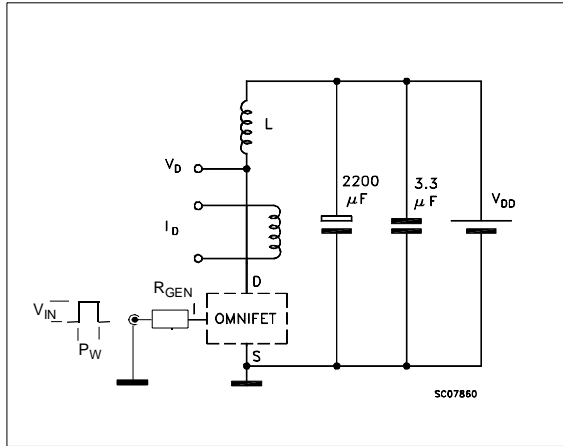 L
V_D
2200
µF
3.3
µF
V_DD
I_D
D
R_GEN
I
V_IN
OMNIFET
P_W
S
SC07860